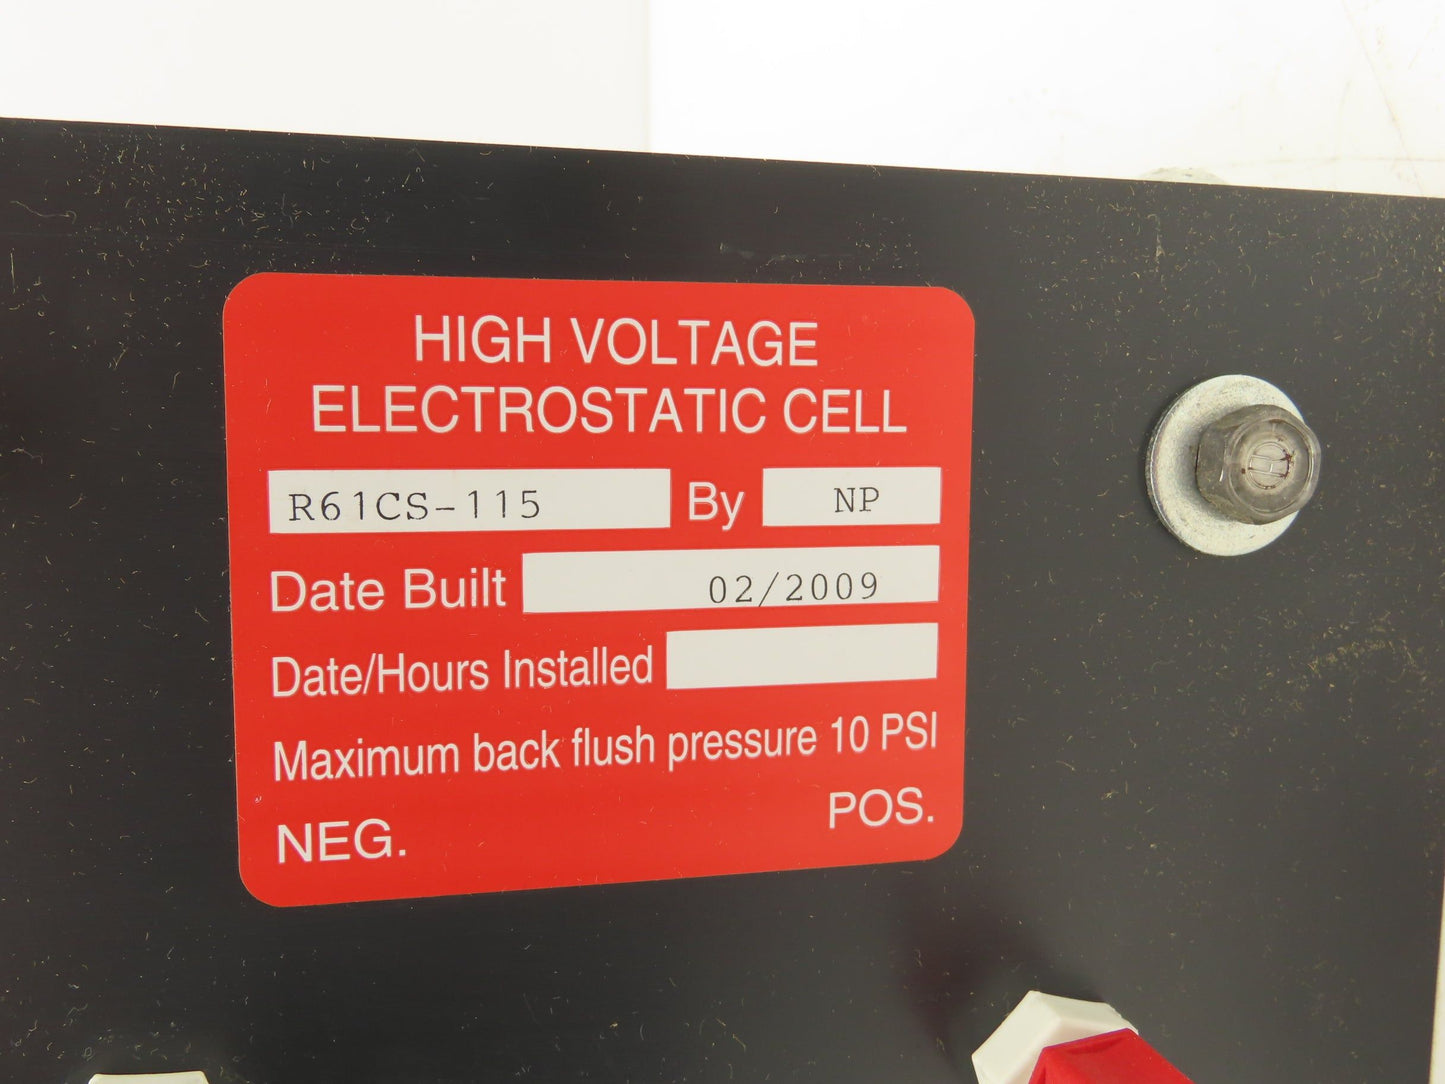 HIGH VOLTAGE
ELECTROSTATIC CELL
R61CS-115 By NP
Date Built 02/2009
Date/Hours Installed
Maximum back flush pressure 10 PSI
NEG. POS.